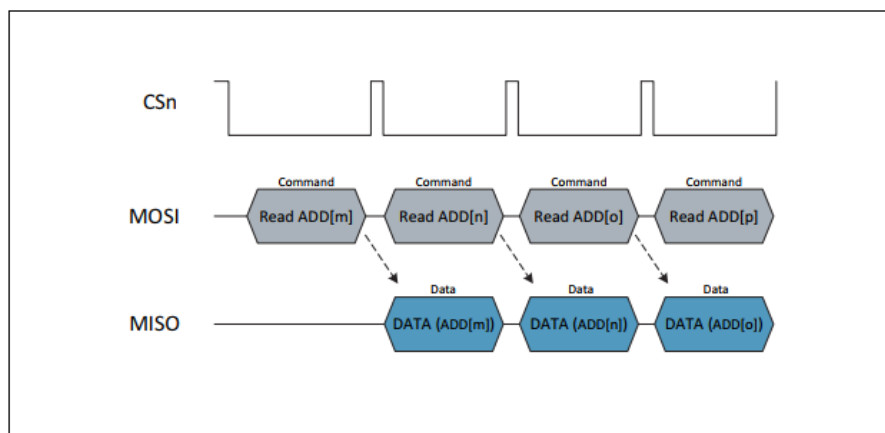 CSn
Command Command Command Command
MOSI Read ADD[m] Read ADD[n] Read ADD[o] Read ADD[p]
Data Data Data
MISO DATA (ADD[m]) DATA (ADD[n]) DATA (ADD[o])